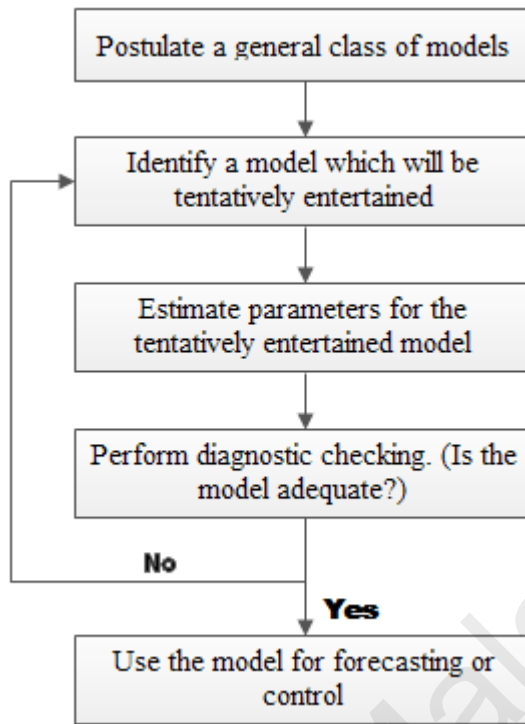 Postulate a general class of models
Identify a model which will be
tentatively entertained
Estimate parameters for the
tentatively entertained model
Perform diagnostic checking. (Is the
model adequate?)
No
Yes
Use the model for forecasting or
control